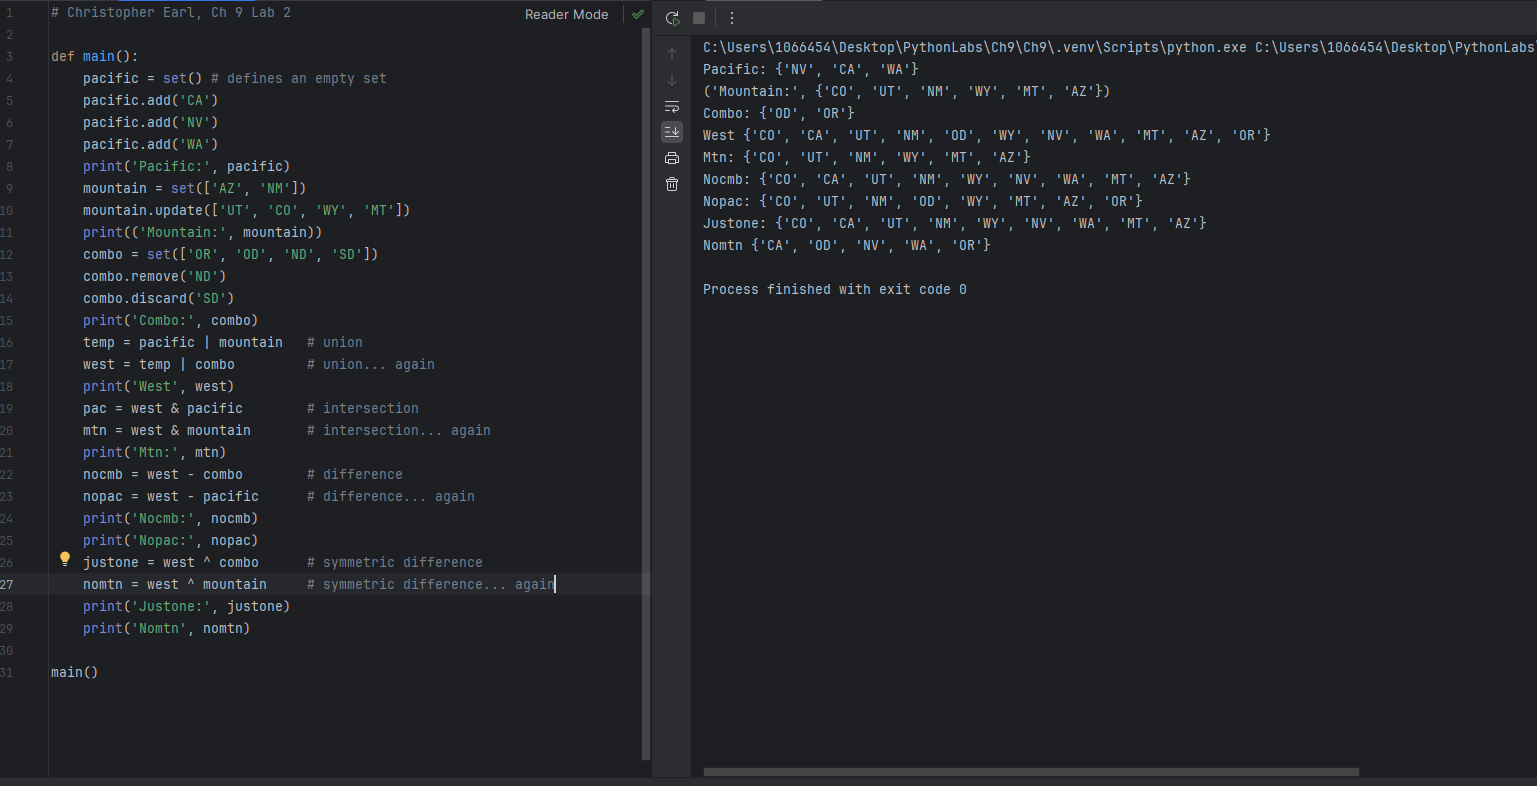 1 # Christopher Earl, Ch 9 Lab 2
Reader Mode
2
3 def main():
4     pacific = set() # defines an empty set
5     pacific.add('CA')
6     pacific.add('NV')
7     pacific.add('WA')
8     print('Pacific:', pacific)
9     mountain = set(['AZ', 'NM'])
10     mountain.update(['UT', 'CO', 'WY', 'MT'])
11     print(('Mountain:', mountain))
12     combo = set(['OR', 'OD', 'ND', 'SD'])
13     combo.remove('ND')
14     combo.discard('SD')
15     print('Combo:', combo)
16     temp = pacific | mountain   # union
17     west = temp | combo         # union... again
18     print('West', west)
19     pac = west & pacific        # intersection
20     mtn = west & mountain       # intersection... again
21     print('Mtn:', mtn)
22     nocmb = west - combo        # difference
23     nopac = west - pacific      # difference... again
24     print('Nocmb:', nocmb)
25     print('Nopac:', nopac)
26     justone = west ^ combo      # symmetric difference
27     nomtn = west ^ mountain     # symmetric difference... again
28     print('Justone:', justone)
29     print('Nomtn', nomtn)
30
31 main()
C:\Users\1066454\Desktop\PythonLabs\Ch9\Ch9\.venv\Scripts\python.exe C:\Users\1066454\Desktop\PythonLabs
Pacific: {'NV', 'CA', 'WA'}
('Mountain:', {'CO', 'UT', 'NM', 'WY', 'MT', 'AZ'})
Combo: {'OD', 'OR'}
West {'CO', 'CA', 'UT', 'NM', 'OD', 'WY', 'NV', 'WA', 'MT', 'AZ', 'OR'}
Mtn: {'CO', 'UT', 'NM', 'WY', 'MT', 'AZ'}
Nocmb: {'CO', 'CA', 'UT', 'NM', 'WY', 'NV', 'WA', 'MT', 'AZ'}
Nopac: {'CO', 'UT', 'NM', 'OD', 'WY', 'MT', 'AZ', 'OR'}
Justone: {'CO', 'CA', 'UT', 'NM', 'WY', 'NV', 'WA', 'MT', 'AZ'}
Nomtn {'CA', 'OD', 'NV', 'WA', 'OR'}
Process finished with exit code 0